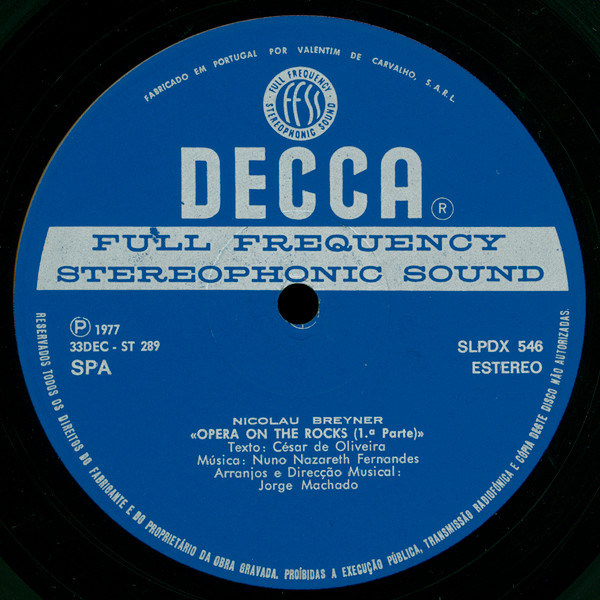 FABRICADO EM PORTUGAL POR VALENTIM DE CARVALHO, S.A.R.L.
FULL FREQUENCY
FFSS
STEREOPHONIC SOUND
DECCA ®
FULL FREQUENCY
STEREOPHONIC SOUND
Ⓟ 1977
33DEC - ST 289
SPA
SLPDX 546
ESTEREO
NICOLAU BREYNER
«OPERA ON THE ROCKS (1.ª Parte)»
Texto: César de Oliveira
Música: Nuno Nazareth Fernandes
Arranjos e Direcção Musical:
Jorge Machado
RESERVADOS TODOS OS DIREITOS DO FABRICANTE E DO PROPRIETÁRIO DA OBRA GRAVADA. PROÍBIDAS A EXECUÇÃO PÚBLICA, TRANSMISSÃO RADIOFÓNICA E CÓPIA DESTE DISCO NÃO AUTORIZADAS.